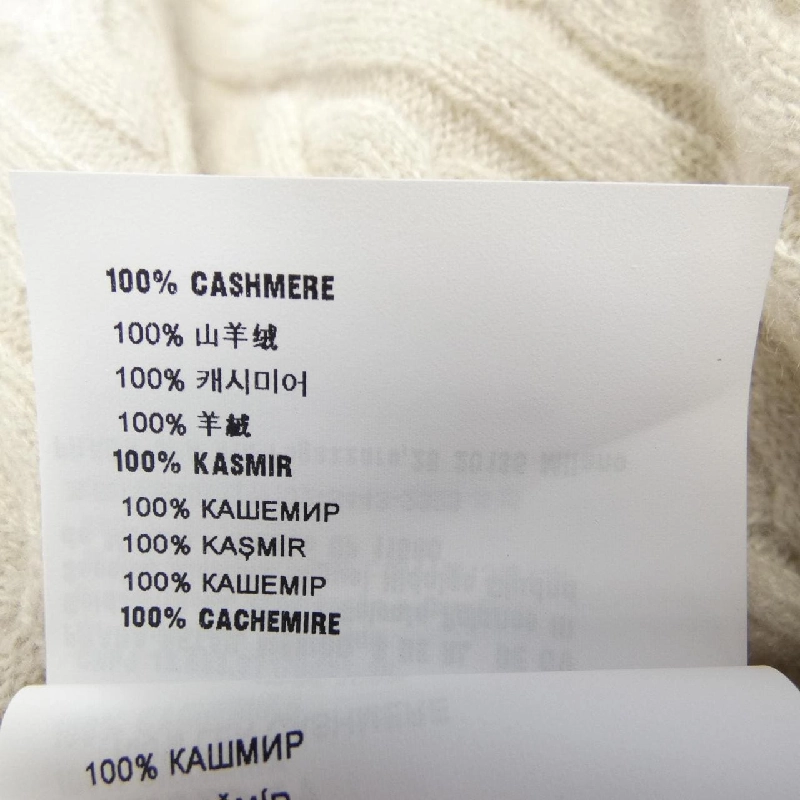 100% CASHMERE
100% 山羊绒
100% 캐시미어
100% 羊絨
100% KASMIR
100% КАШЕМИР
100% KAŞMİR
100% КАШЕМІР
100% CACHEMIRE
100% КАШМИР